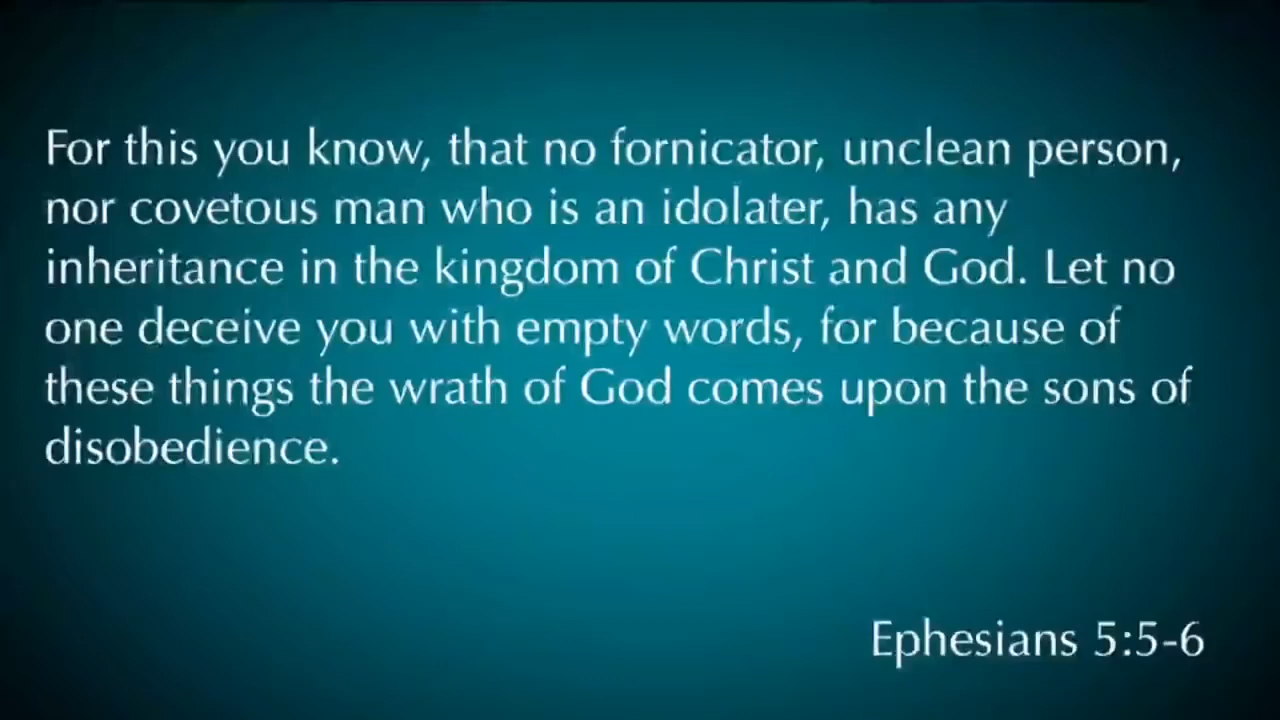 For this you know, that no fornicator, unclean person,
nor covetous man who is an idolater, has any
inheritance in the kingdom of Christ and God. Let no
one deceive you with empty words, for because of
these things the wrath of God comes upon the sons of
disobedience.
Ephesians 5:5-6